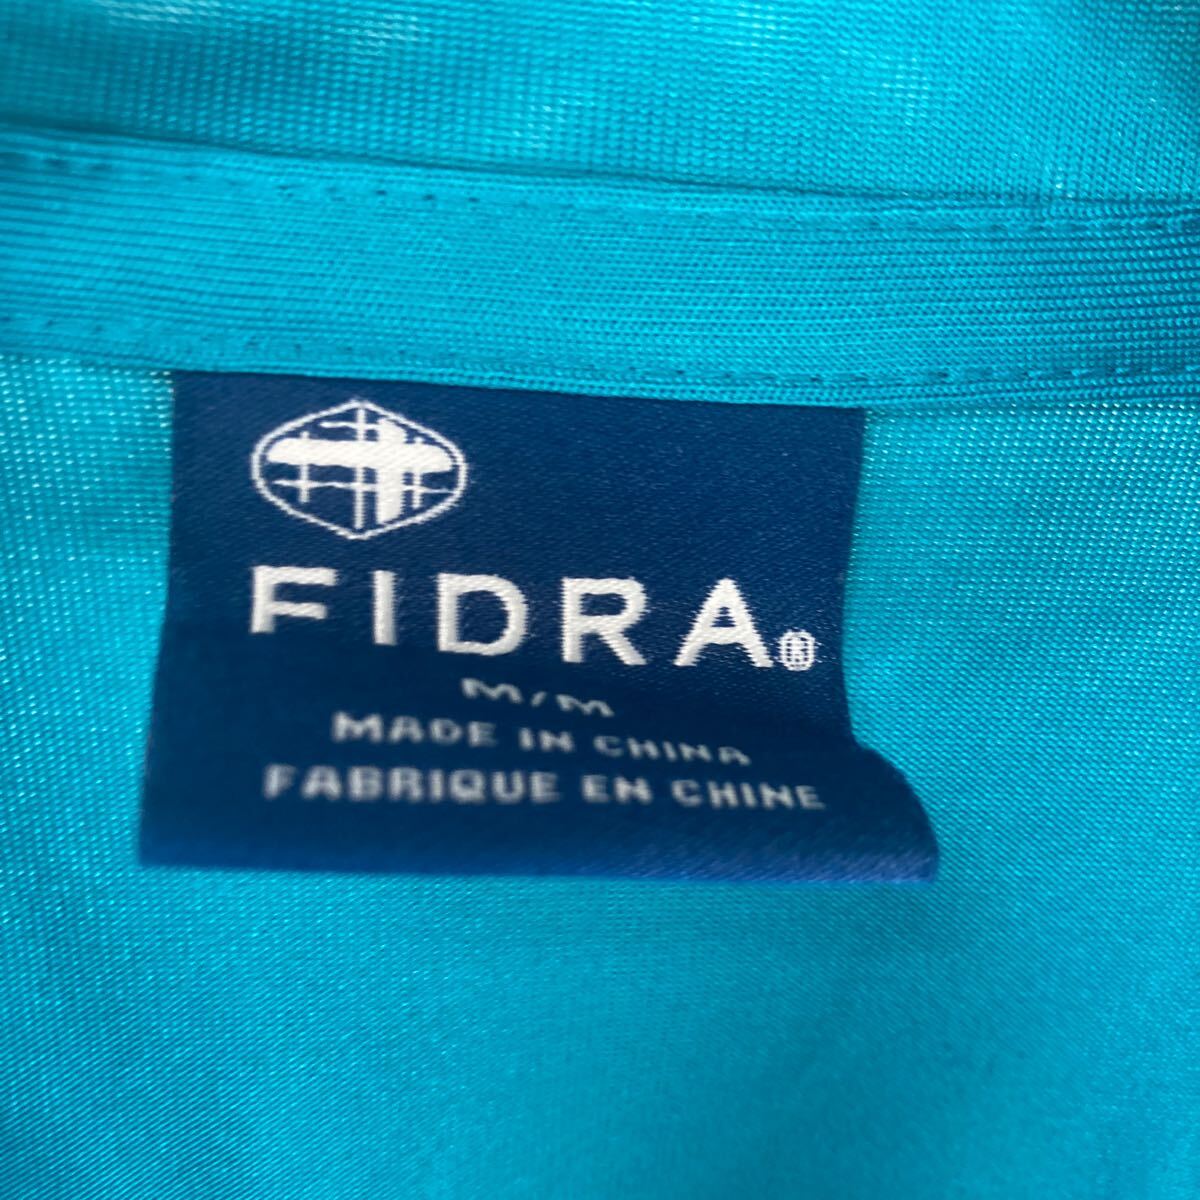 FIDRA®
M/M
MADE IN CHINA
FABRIQUE EN CHINE